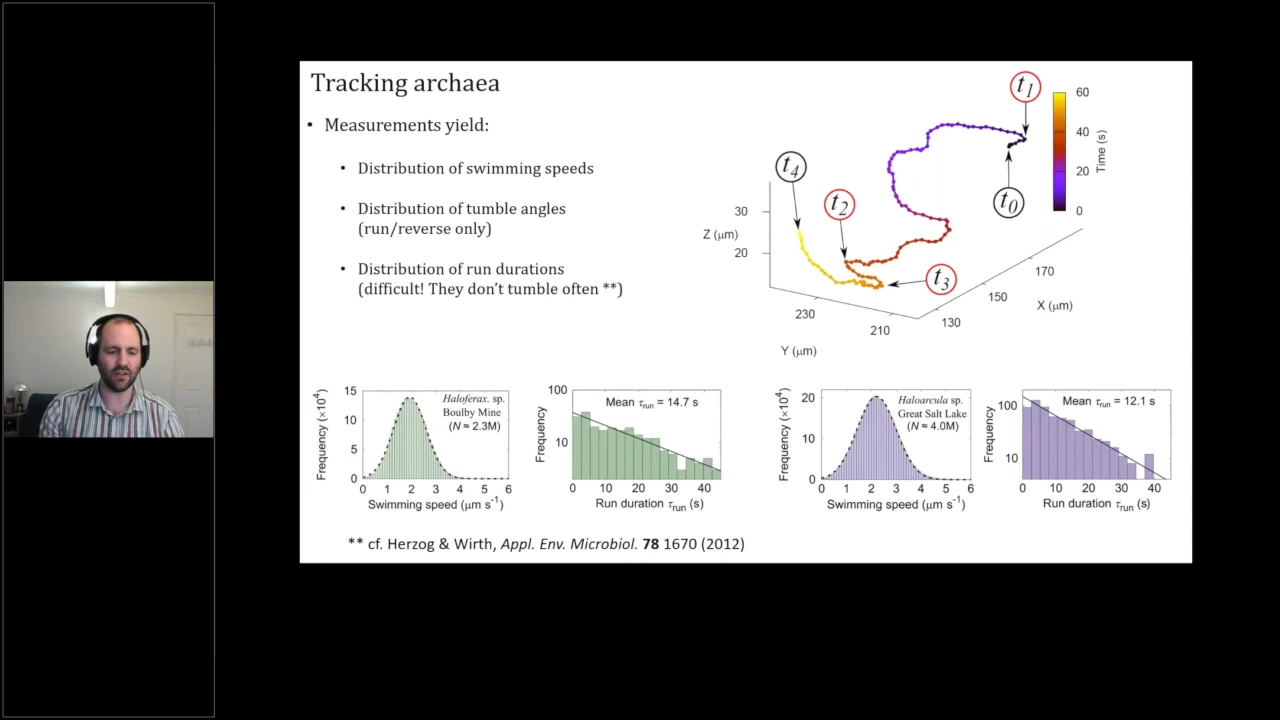 Tracking archaea
• Measurements yield:
• Distribution of swimming speeds
• Distribution of tumble angles
(run/reverse only)
• Distribution of run durations
(difficult! They don't tumble often **)
t1
t4
t2
t0
t3
60
40
20
0
Time (s)
30
20
Z (μm)
230
210
Y (μm)
130
150
170
X (μm)
Frequency (×10⁴)
15
10
5
0
Haloferax. sp.
Boulby Mine
(N ≈ 2.3M)
0 1 2 3 4 5 6
Swimming speed (μm s⁻¹)
Frequency
100
10
Mean τrun = 14.7 s
0 10 20 30 40
Run duration τrun (s)
Frequency (×10⁴)
20
10
0
Haloarcula sp.
Great Salt Lake
(N ≈ 4.0M)
0 1 2 3 4 5 6
Swimming speed (μm s⁻¹)
Frequency
100
10
Mean τrun = 12.1 s
0 10 20 30 40
Run duration τrun (s)
** cf. Herzog & Wirth, Appl. Env. Microbiol. 78 1670 (2012)